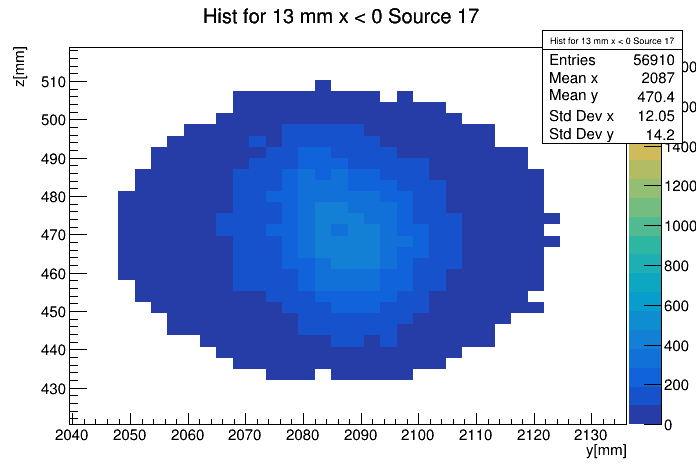 Hist for 13 mm x < 0 Source 17
Hist for 13 mm x < 0 Source 17
Entries 56910
Mean x 2087
Mean y 470.4
Std Dev x 12.05
Std Dev y 14.2
z[mm]
510
500
490
480
470
460
450
440
430
2040 2050 2060 2070 2080 2090 2100 2110 2120 2130
y[mm]
1400
1200
1000
800
600
400
200
0